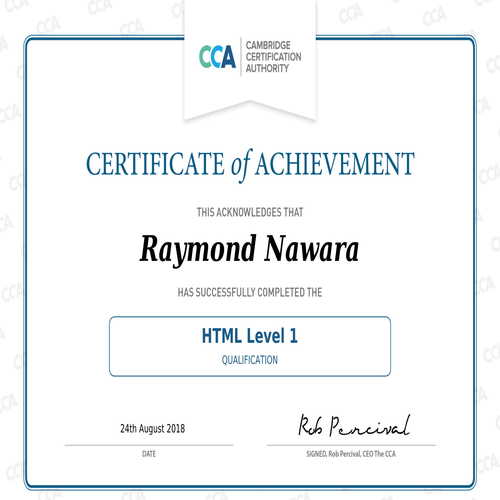 CCA
CAMBRIDGE
CERTIFICATION
AUTHORITY
CERTIFICATE of ACHIEVEMENT
THIS ACKNOWLEDGES THAT
Raymond Nawara
HAS SUCCESSFULLY COMPLETED THE
HTML Level 1
QUALIFICATION
24th August 2018
Rob Percival
DATE
SIGNED, Rob Percival, CEO The CCA